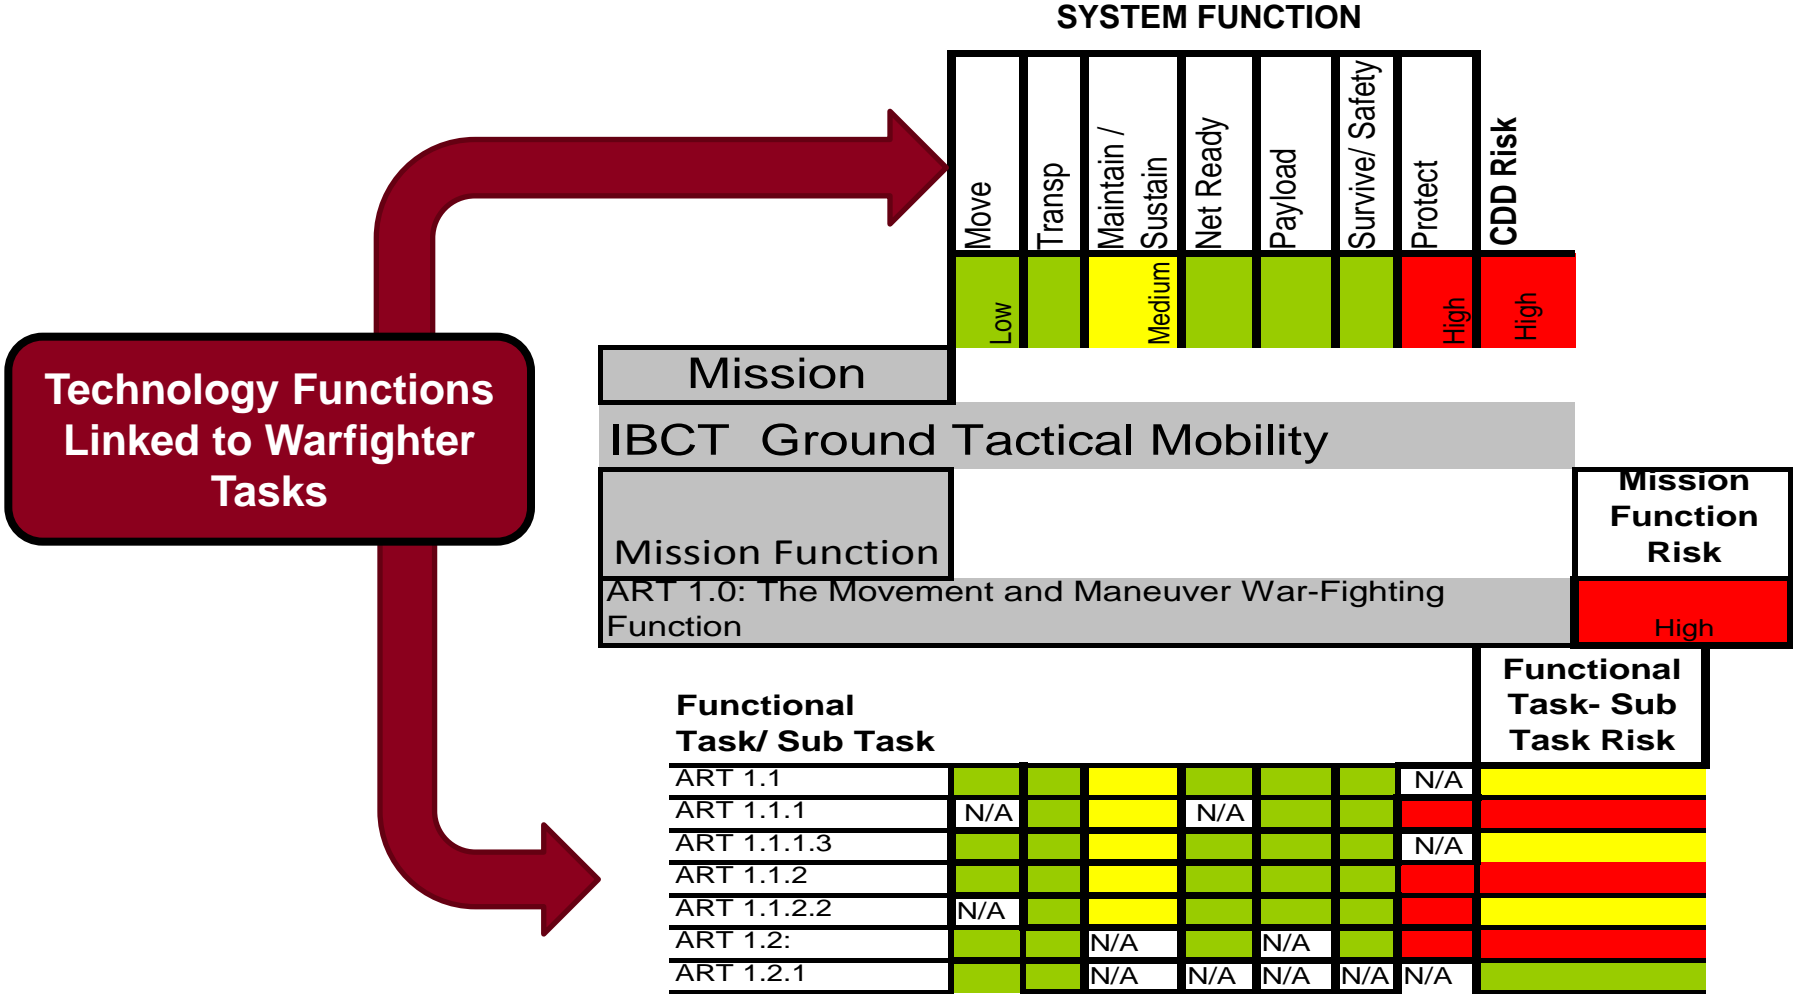 SYSTEM FUNCTION
Move
Transp
Maintain /
Sustain
Net Ready
Payload
Survive/ Safety
Protect
CDD Risk
Low
Medium
High
High
Technology Functions
Linked to Warfighter
Tasks
Mission
IBCT  Ground Tactical Mobility
Mission Function
Mission
Function
Risk
ART 1.0: The Movement and Maneuver War-Fighting
Function
High
Functional
Task/ Sub Task
Functional
Task- Sub
Task Risk
ART 1.1 N/A
ART 1.1.1 N/A N/A
ART 1.1.1.3 N/A
ART 1.1.2
ART 1.1.2.2 N/A
ART 1.2: N/A N/A
ART 1.2.1 N/A N/A N/A N/A N/A